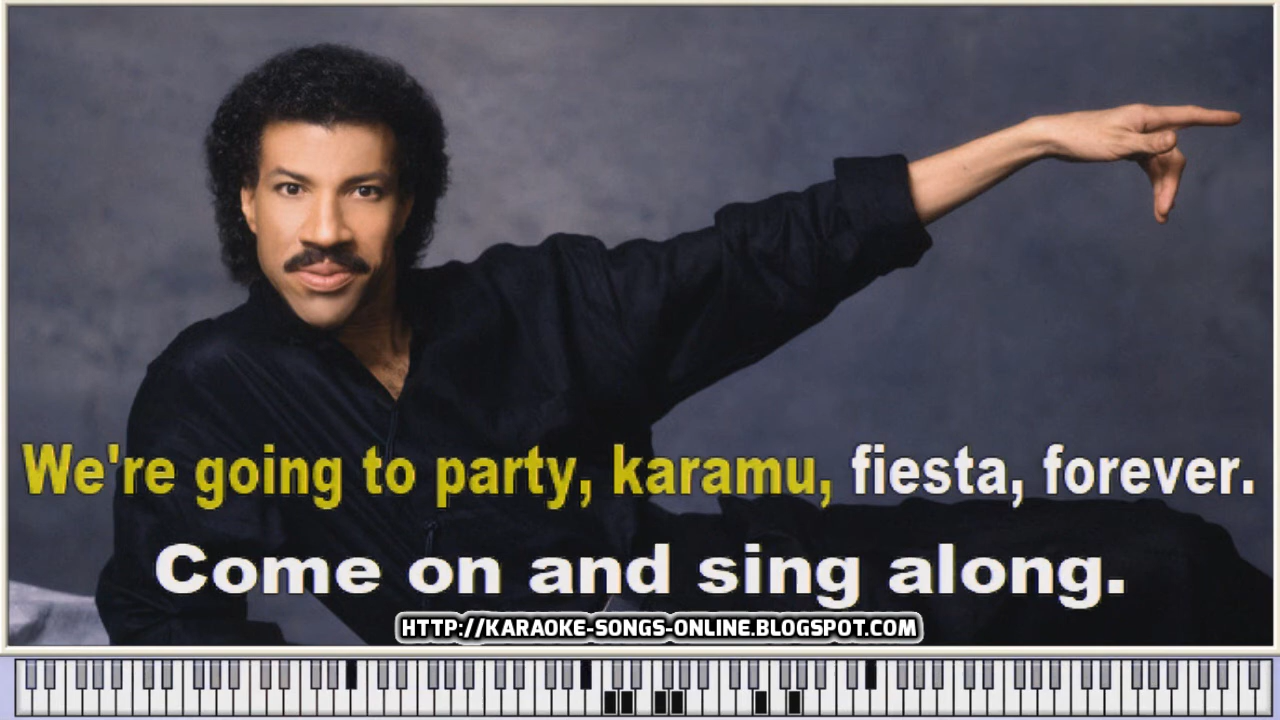 We're going to party, karamu, fiesta, forever.
Come on and sing along.
HTTP://KARAOKE-SONGS-ONLINE.BLOGSPOT.COM